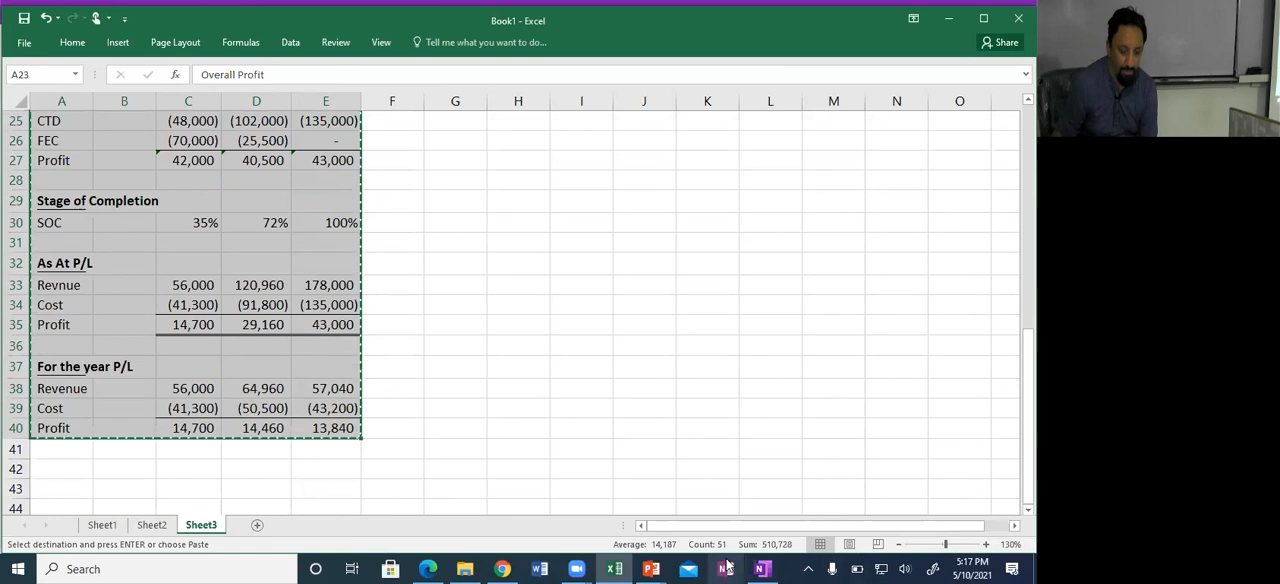 Book1 - Excel
File Home Insert Page Layout Formulas Data Review View Tell me what you want to do... Share
A23 fx Overall Profit
A B C D E F G H I J K L M N O
25 CTD (48,000) (102,000) (135,000)
26 FEC (70,000) (25,500) -
27 Profit 42,000 40,500 43,000
28
29 Stage of Completion
30 SOC 35% 72% 100%
31
32 As At P/L
33 Revnue 56,000 120,960 178,000
34 Cost (41,300) (91,800) (135,000)
35 Profit 14,700 29,160 43,000
36
37 For the year P/L
38 Revenue 56,000 64,960 57,040
39 Cost (41,300) (50,500) (43,200)
40 Profit 14,700 14,460 13,840
41
42
43
44
Sheet1 Sheet2 Sheet3
Select destination and press ENTER or choose Paste Average: 14,187 Count: 51 Sum: 510,728 130%
Search 5:17 PM
5/10/2021